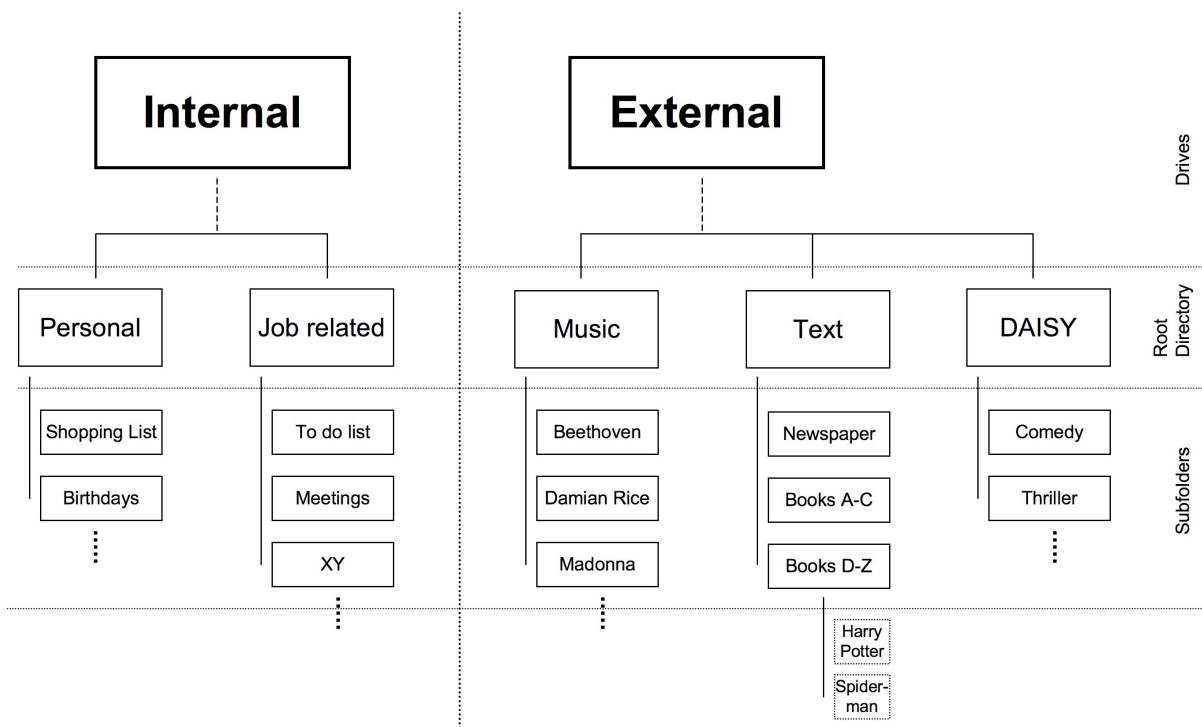 Internal
External
Drives
Personal
Job related
Music
Text
DAISY
Root
Directory
Shopping List
To do list
Beethoven
Newspaper
Comedy
Birthdays
Meetings
Damian Rice
Books A-C
Thriller
Subfolders
XY
Madonna
Books D-Z
Harry
Potter
Spider-
man